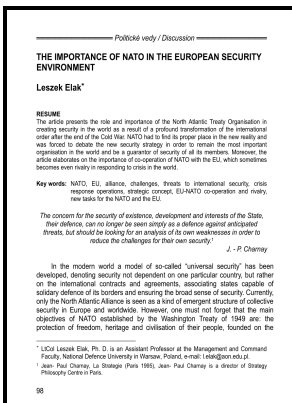 Politické vedy / Discussion
THE IMPORTANCE OF NATO IN THE EUROPEAN SECURITY
ENVIRONMENT
Leszek Elak*
RESUME
The article presents the role and importance of the North Atlantic Treaty Organisation in
creating security in the world as a result of a profound transformation of the international
order after the end of the Cold War. NATO had to find its proper place in the new reality and
was forced to debate the new security strategy in order to remain the most important
organisation in the world and be a guarantor of security of all its members. Moreover, the
article elaborates on the importance of co-operation of NATO with the EU, which sometimes
becomes even rivalry in responding to crisis in the world.
Key words: NATO, EU, alliance, challenges, threats to international security, crisis
response operations, strategic concept, EU-NATO co-operation and rivalry,
new tasks for the NATO and the EU.
The concern for the security of existence, development and interests of the State,
their defence, can no longer be seen simply as a defence against anticipated
threats, but should be looking for an analysis of its own weaknesses in order to
reduce the challenges for their own security.¹
J. - P. Charnay
In the modern world a model of so-called "universal security" has been
developed, denoting security not dependent on one particular country, but rather
on the international contracts and agreements, associating states capable of
solidary defence of its borders and ensuring the broad sense of security. Currently,
only the North Atlantic Alliance is seen as a kind of emergent structure of collective
security in Europe and worldwide. However, one must not forget that the main
objectives of NATO established by the Washington Treaty of 1949 are: the
protection of freedom, heritage and civilisation of their people, founded on the
* LtCol Leszek Elak, Ph. D. is an Assistant Professor at the Management and Command
Faculty, National Defence University in Warsaw, Poland, e-mail: l.elak@aon.edu.pl.
¹ Jean- Paul Charnay, La Strategie (Paris 1995), Jean- Paul Charnay is a director of Strategy
Philosophy Centre in Paris.
98